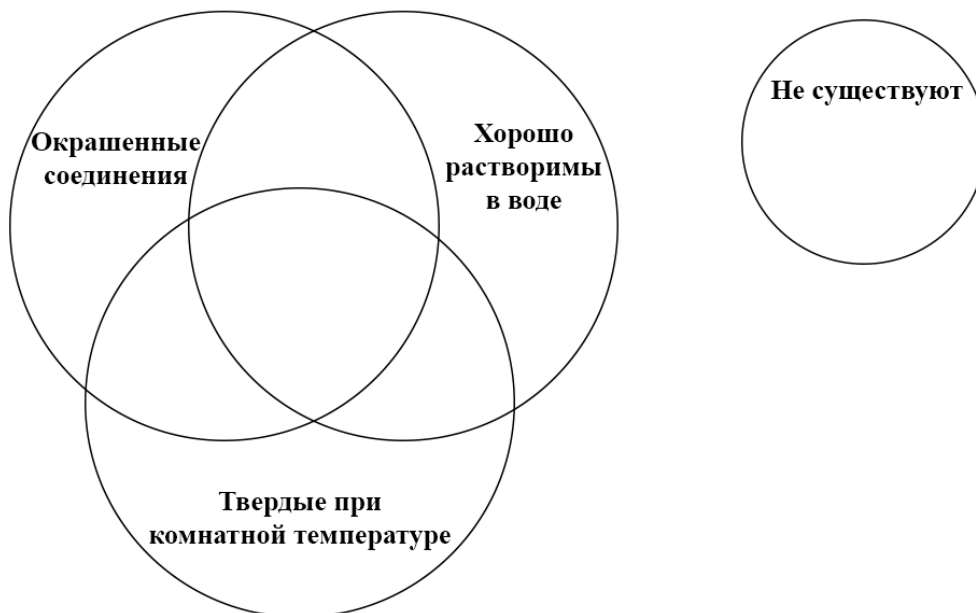 Окрашенные
соединения
Хорошо
растворимы
в воде
Твердые при
комнатной температуре
Не существуют